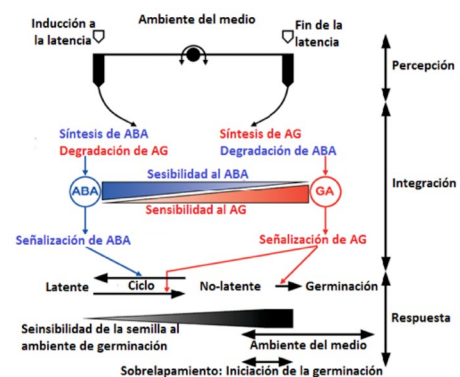 Inducción a
la latencia
Ambiente del medio
Fin de la
latencia
Percepción
Síntesis de ABA
Degradación de AG
Síntesis de AG
Degradación de ABA
Sesibilidad al ABA
ABA
GA
Sensibilidad al AG
Integración
Señalización de ABA
Señalización de AG
Latente
Ciclo
No-latente
Germinación
Seinsibilidad de la semilla al
ambiente de germinación
Respuesta
Ambiente del medio
Sobrelapamiento: Iniciación de la germinación